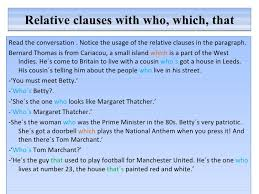 Relative clauses with who, which, that
Read the conversation . Notice the usage of the relative clauses in the paragraph.
Bernard Thomas is from Cariacou, a small island which is a part of the West
Indies. He´s come to Britain to live with a cousin who´s got a house in Leeds.
His cousin´s telling him about the people who live in his street.
-‘You must meet Betty.’
-‘Who´s Betty?.
-‘She´s the one who looks like Margaret Thatcher.’
-‘Who´s Margaret Thatcher?’
-‘She´s the woman who was the Prime Minister in the 80s. Betty´s very patriotic.
She´s got a doorbell which plays the National Anthem when you press it! And
then there´s Tom Marchant.’
-‘Who´s Tom Marchant?’
-‘He´s the guy that used to play football for Manchester United. He´s the one who
lives at number 23, the house that´s painted red and white.’